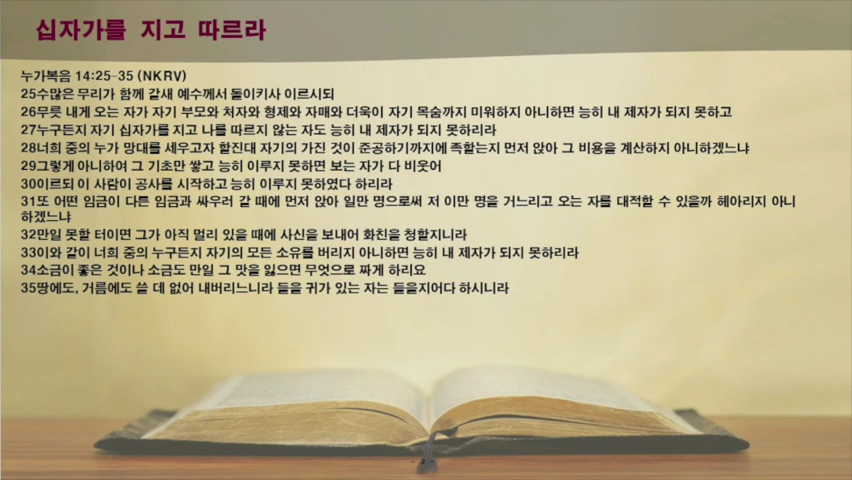 십자가를 지고 따르라
누가복음 14:25-35 (NKRV)
25수많은 무리가 함께 갈새 예수께서 돌이키사 이르시되
26무릇 내게 오는 자가 자기 부모와 처자와 형제와 자매와 더욱이 자기 목숨까지 미워하지 아니하면 능히 내 제자가 되지 못하고
27누구든지 자기 십자가를 지고 나를 따르지 않는 자도 능히 내 제자가 되지 못하리라
28너희 중의 누가 망대를 세우고자 할진대 자기의 가진 것이 준공하기까지에 족할는지 먼저 앉아 그 비용을 계산하지 아니하겠느냐
29그렇게 아니하여 그 기초만 쌓고 능히 이루지 못하면 보는 자가 다 비웃어
30이르되 이 사람이 공사를 시작하고 능히 이루지 못하였다 하리라
31또 어떤 임금이 다른 임금과 싸우러 갈 때에 먼저 앉아 일만 명으로써 저 이만 명을 거느리고 오는 자를 대적할 수 있을까 헤아리지 아니
하겠느냐
32만일 못할 터이면 그가 아직 멀리 있을 때에 사신을 보내어 화친을 청할지니라
33이와 같이 너희 중의 누구든지 자기의 모든 소유를 버리지 아니하면 능히 내 제자가 되지 못하리라
34소금이 좋은 것이나 소금도 만일 그 맛을 잃으면 무엇으로 짜게 하리요
35땅에도, 거름에도 쓸 데 없어 내버리느니라 들을 귀가 있는 자는 들을지어다 하시니라